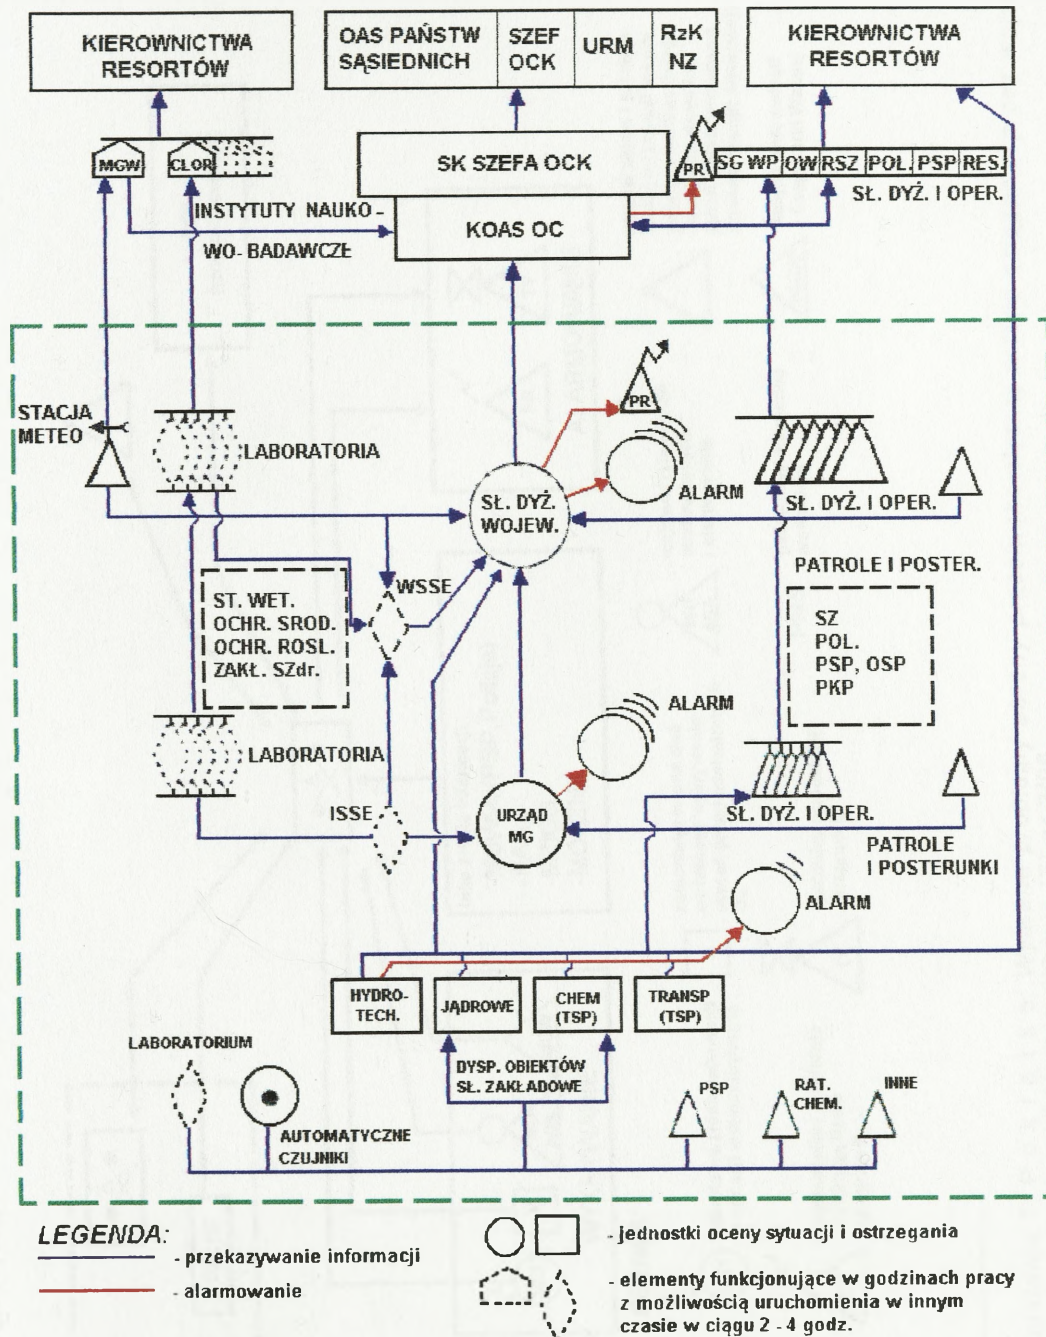 KIEROWNICTWA
RESORTÓW
OAS PAŃSTW
SĄSIEDNICH
SZEF
OCK
URM
RzK
NZ
KIEROWNICTWA
RESORTÓW
MGW
CLOR
SK SZEFA OCK
PR
SG WP
OW
RSZ
POL.
PSP
RES.
SŁ. DYŻ. I OPER.
INSTYTUTY NAUKO -
WO- BADAWCZE
KOAS OC
STACJA
METEO
LABORATORIA
PR
ALARM
SŁ. DYŻ.
WOJEW.
SŁ. DYŻ. I OPER.
PATROLE I POSTER.
WSSE
ST. WET.
OCHR. SROD.
OCHR. ROSL.
ZAKŁ. SZdr.
SZ
POL.
PSP, OSP
PKP
ALARM
LABORATORIA
ISSE
URZĄD
MG
SŁ. DYŻ. I OPER.
PATROLE
I POSTERUNKI
ALARM
HYDRO-
TECH.
JĄDROWE
CHEM
(TSP)
TRANSP
(TSP)
LABORATORIUM
DYSP. OBIEKTÓW
SŁ. ZAKŁADOWE
PSP
RAT.
CHEM.
INNE
AUTOMATYCZNE
CZUJNIKI
LEGENDA:
- przekazywanie informacji
- alarmowanie
- jednostki oceny sytuacji i ostrzegania
- elementy funkcjonujące w godzinach pracy
z możliwością uruchomienia w innym
czasie w ciągu 2 - 4 godz.